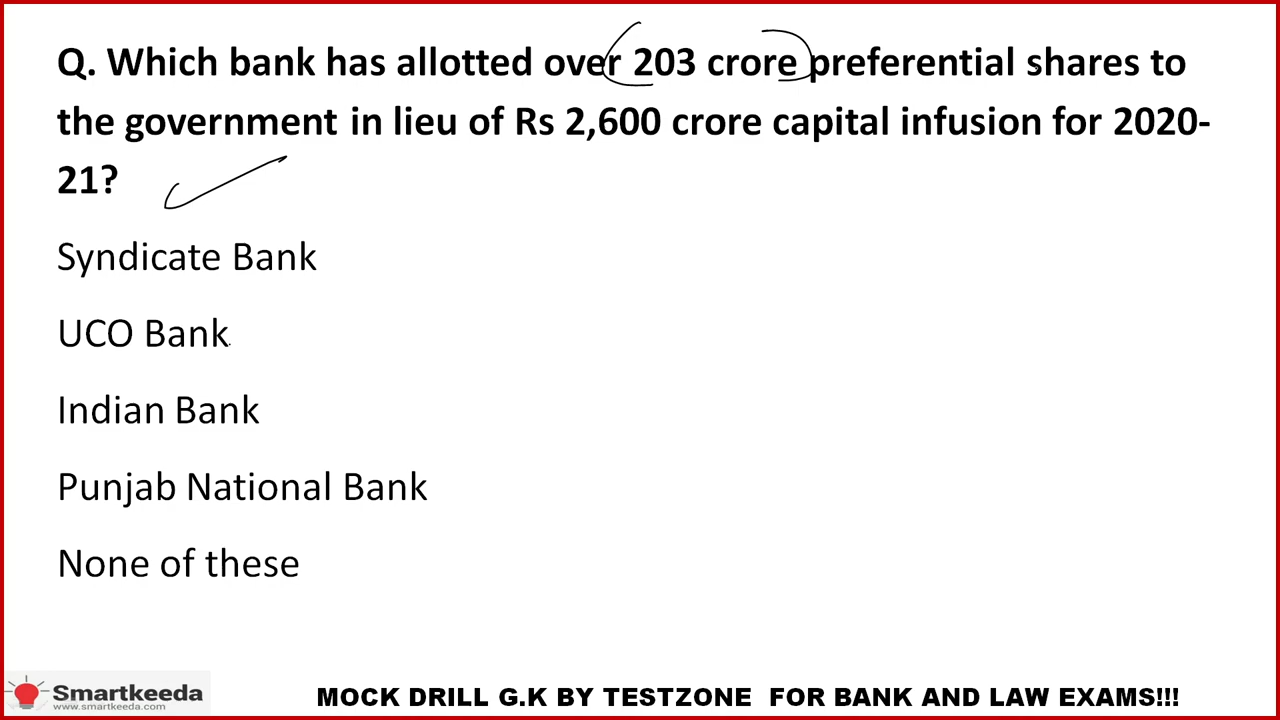 Q. Which bank has allotted over 203 crore preferential shares to
the government in lieu of Rs 2,600 crore capital infusion for 2020-
21?
Syndicate Bank
UCO Bank
Indian Bank
Punjab National Bank
None of these
Smartkeeda
www.smartkeeda.com
MOCK DRILL G.K BY TESTZONE FOR BANK AND LAW EXAMS!!!